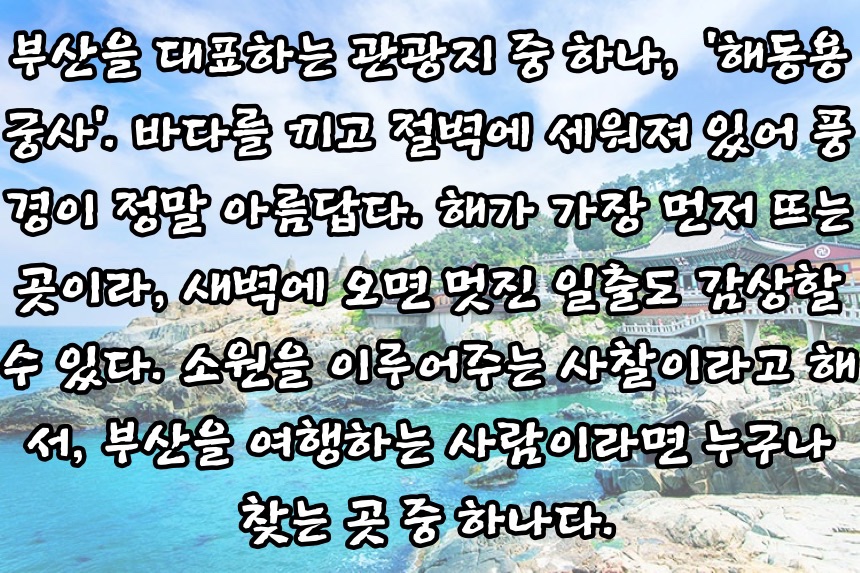 부산을 대표하는 관광지 중 하나, '해동용
궁사'. 바다를 끼고 절벽에 세워져 있어 풍
경이 정말 아름답다. 해가 가장 먼저 뜨는
곳이라, 새벽에 오면 멋진 일출도 감상할
수 있다. 소원을 이루어주는 사찰이라고 해
서, 부산을 여행하는 사람이라면 누구나
찾는 곳 중 하나다.